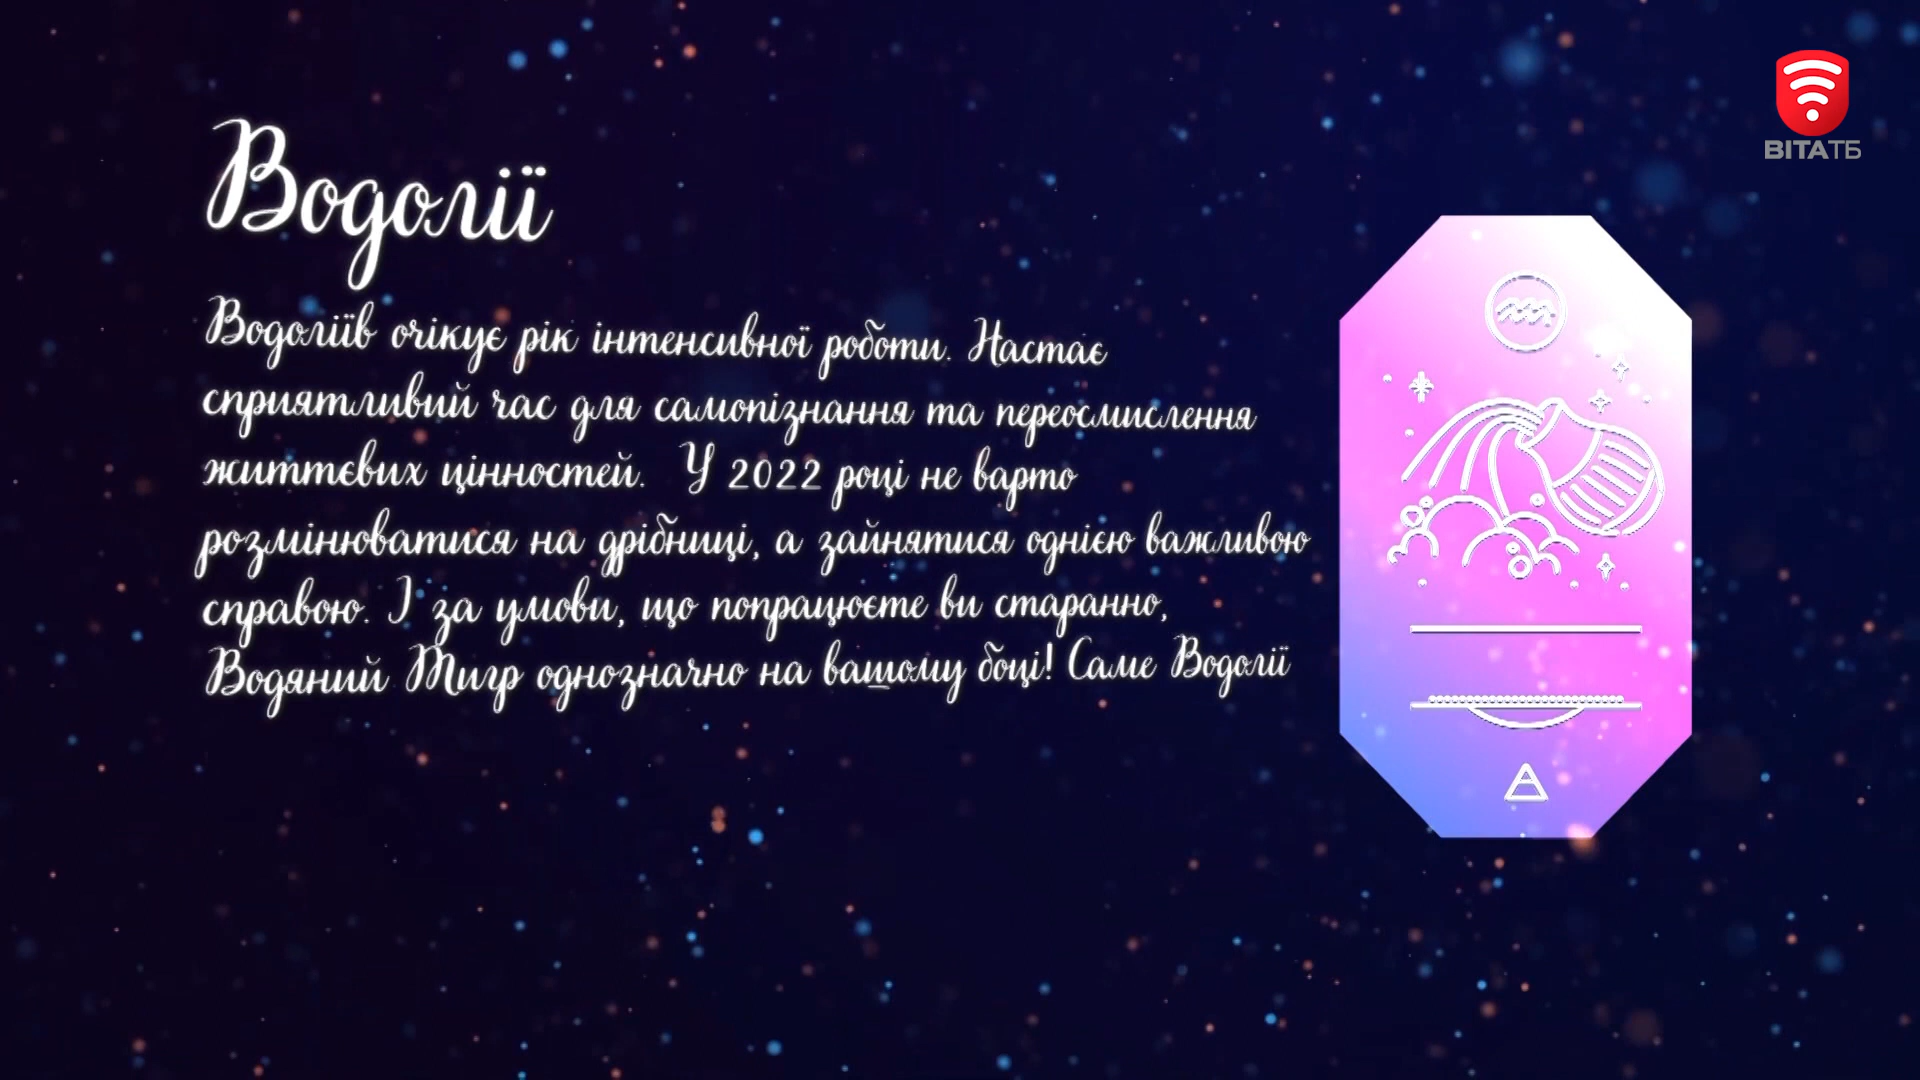 ВІТАТБ
Водолії
Водоліїв очікує рік інтенсивної роботи. Настає
сприятливий час для самопізнання та переосмислення
життєвих цінностей. У 2022 році не варто
розмінюватися на дрібниці, а зайнятися однією важливою
справою. І за умови, що попрацюєте ви старанно,
Водяний Тигр однозначно на вашому боці! Саме Водолії